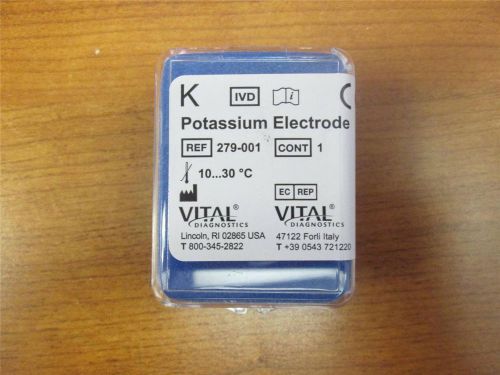 K IVD i C
Potassium Electrode
REF 279-001 CONT 1
10...30 °C
EC REP
VITAL® VITAL®
DIAGNOSTICS DIAGNOSTICS
Lincoln, RI 02865 USA 47122 Forli Italy
T 800-345-2822 T +39 0543 721220